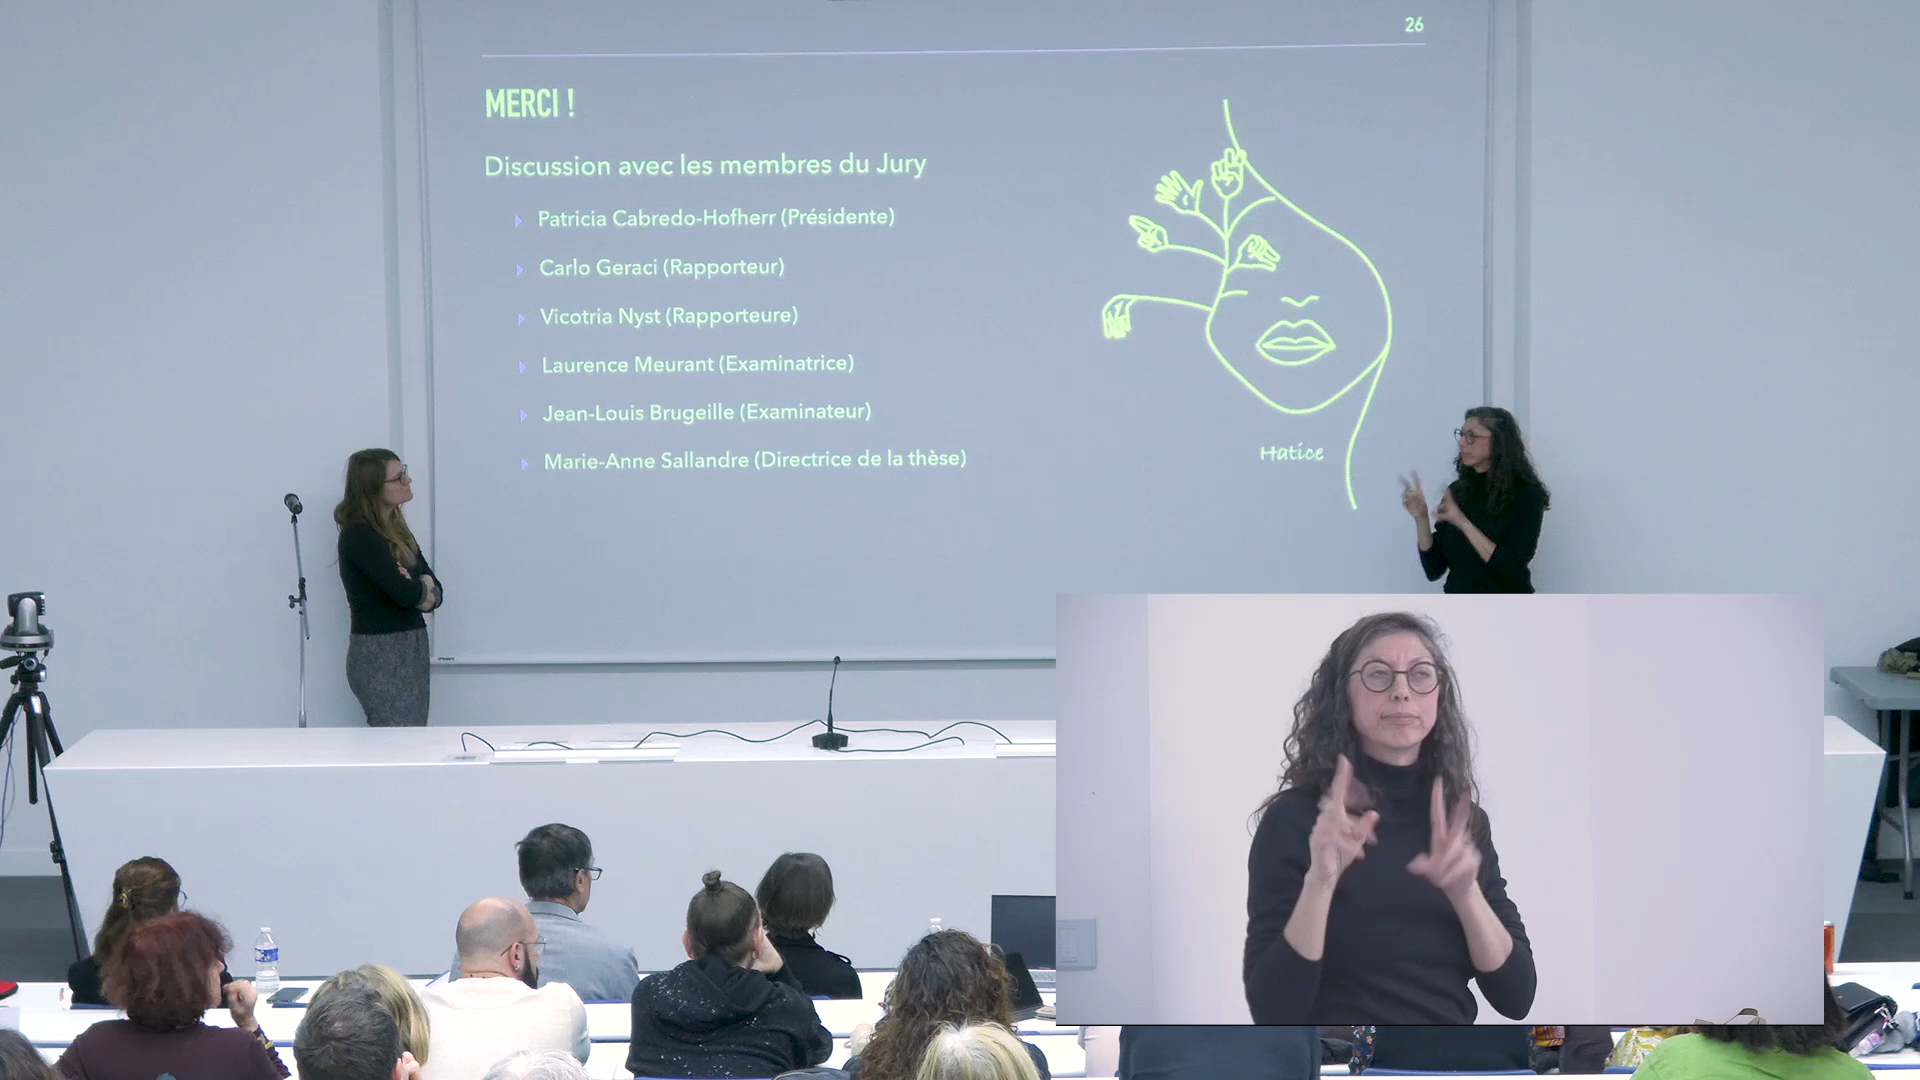 26
MERCI !
Discussion avec les membres du Jury
Patricia Cabredo-Hofherr (Présidente)
Carlo Geraci (Rapporteur)
Vicotria Nyst (Rapporteure)
Laurence Meurant (Examinatrice)
Jean-Louis Brugeille (Examinateur)
Marie-Anne Sallandre (Directrice de la thèse)
Hatice